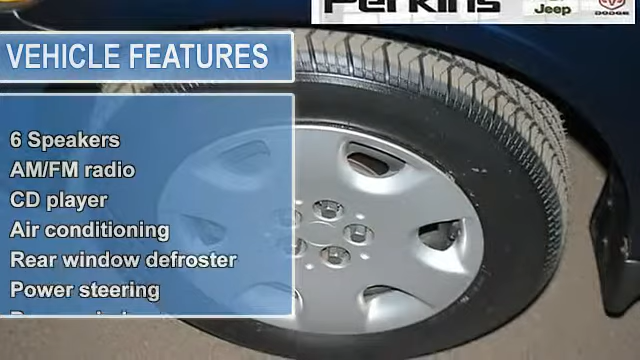 Perkins
Jeep
DODGE
VEHICLE FEATURES
6 Speakers
AM/FM radio
CD player
Air conditioning
Rear window defroster
Power steering